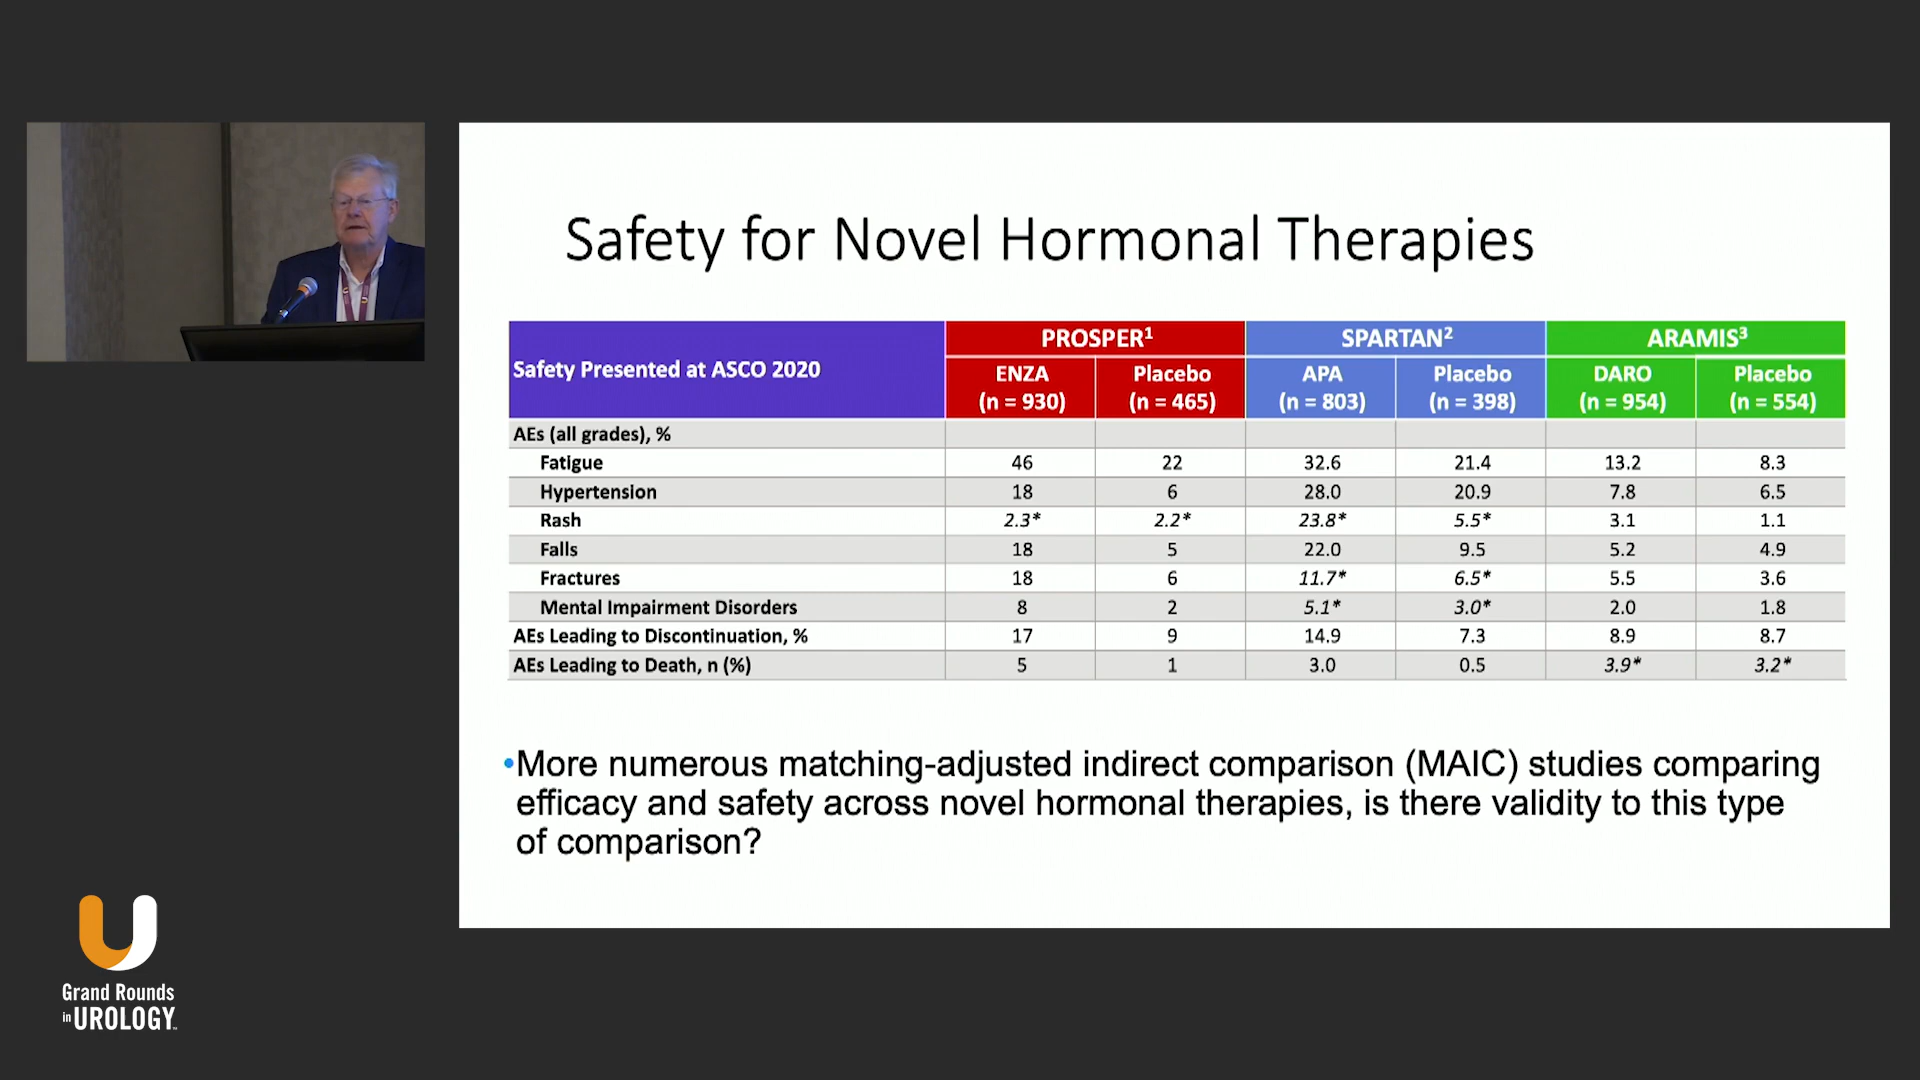 Safety for Novel Hormonal Therapies
Safety Presented at ASCO 2020 PROSPER¹ SPARTAN² ARAMIS³
ENZA (n = 930) Placebo (n = 465) APA (n = 803) Placebo (n = 398) DARO (n = 954) Placebo (n = 554)
AEs (all grades), %
Fatigue 46 22 32.6 21.4 13.2 8.3
Hypertension 18 6 28.0 20.9 7.8 6.5
Rash 2.3* 2.2* 23.8* 5.5* 3.1 1.1
Falls 18 5 22.0 9.5 5.2 4.9
Fractures 18 6 11.7* 6.5* 5.5 3.6
Mental Impairment Disorders 8 2 5.1* 3.0* 2.0 1.8
AEs Leading to Discontinuation, % 17 9 14.9 7.3 8.9 8.7
AEs Leading to Death, n (%) 5 1 3.0 0.5 3.9* 3.2*
•More numerous matching-adjusted indirect comparison (MAIC) studies comparing
efficacy and safety across novel hormonal therapies, is there validity to this type
of comparison?
Grand Rounds
in UROLOGY™